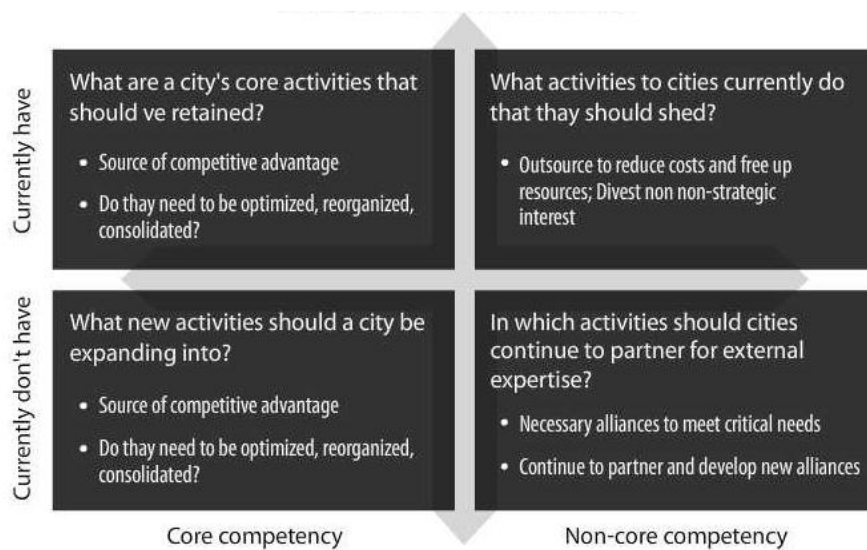 Currently have
What are a city's core activities that
should ve retained?
• Source of competitive advantage
• Do thay need to be optimized, reorganized,
consolidated?
What activities to cities currently do
that thay should shed?
• Outsource to reduce costs and free up
resources; Divest non non-strategic
interest
Currently don't have
What new activities should a city be
expanding into?
• Source of competitive advantage
• Do thay need to be optimized, reorganized,
consolidated?
In which activities should cities
continue to partner for external
expertise?
• Necessary alliances to meet critical needs
• Continue to partner and develop new alliances
Core competency
Non-core competency